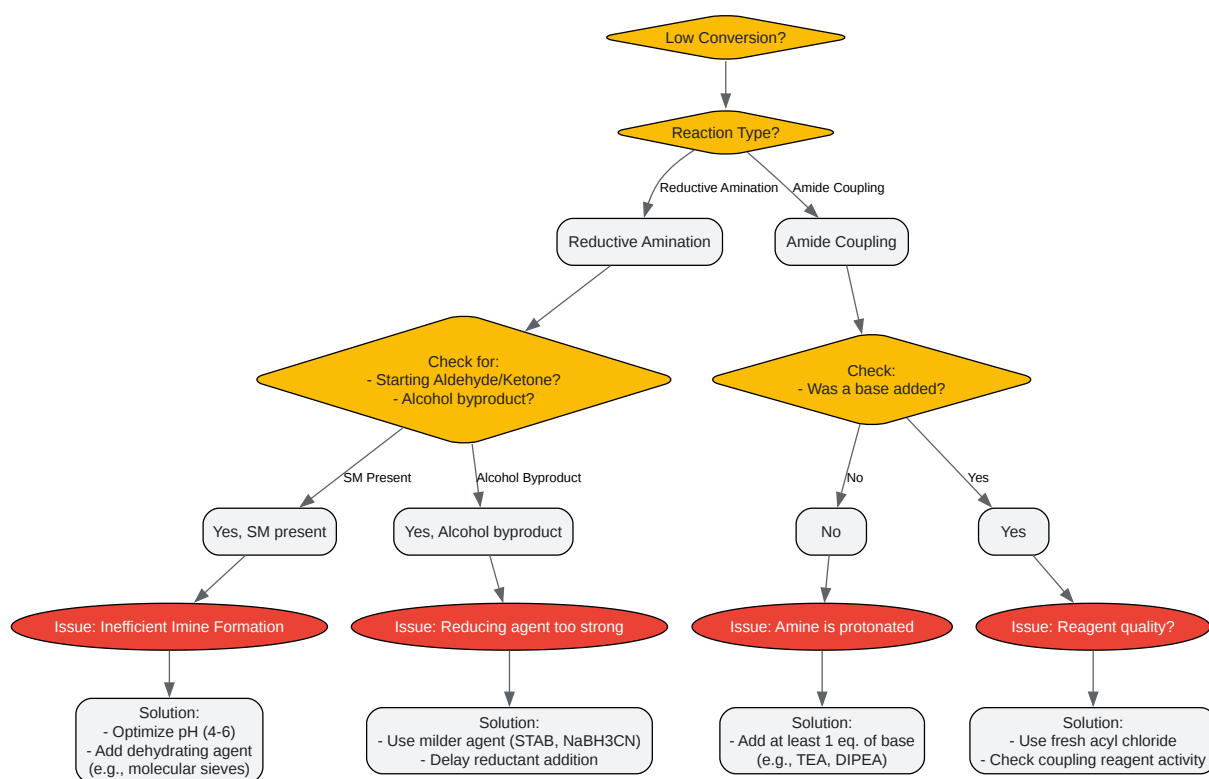 Low Conversion?
Reaction Type?
Reductive Amination
Amide Coupling
Reductive Amination
Amide Coupling
Check for:
- Starting Aldehyde/Ketone?
- Alcohol byproduct?
Check:
- Was a base added?
SM Present
Alcohol Byproduct
No
Yes
Yes, SM present
Yes, Alcohol byproduct
No
Yes
Issue: Inefficient Imine Formation
Issue: Reducing agent too strong
Issue: Amine is protonated
Issue: Reagent quality?
Solution:
- Optimize pH (4-6)
- Add dehydrating agent
(e.g., molecular sieves)
Solution:
- Use milder agent (STAB, NaBH3CN)
- Delay reductant addition
Solution:
- Add at least 1 eq. of base
(e.g., TEA, DIPEA)
Solution:
- Use fresh acyl chloride
- Check coupling reagent activity